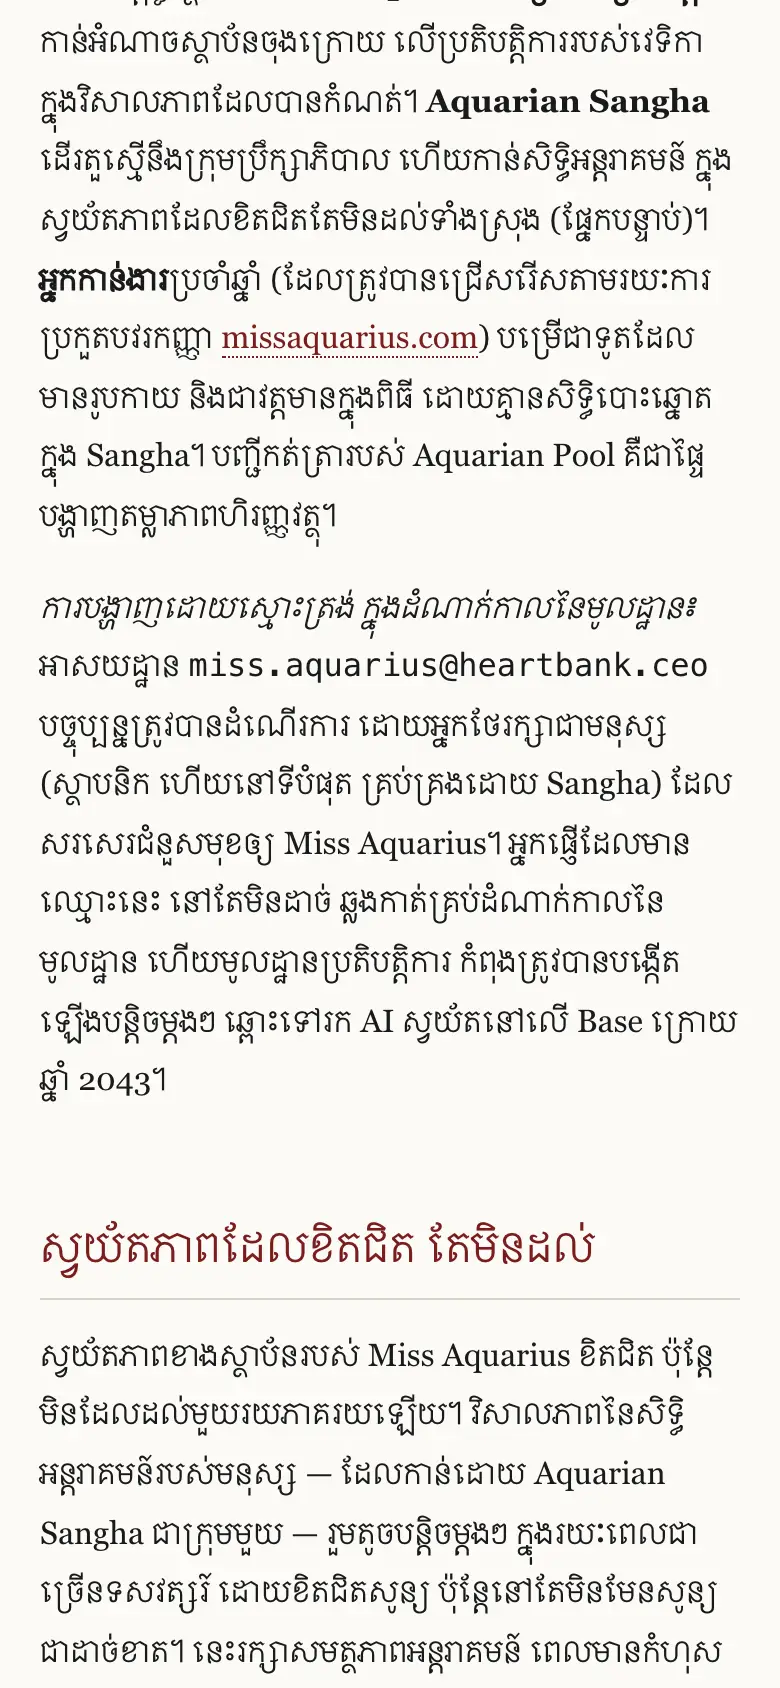 កាន់អំណាចស្ថាប័នចុងក្រោយ លើប្រតិបត្តិការរបស់វេទិកា
ក្នុងវិសាលភាពដែលបានកំណត់។ Aquarian Sangha
ដើរតួស្មើនឹងក្រុមប្រឹក្សាភិបាល ហើយកាន់សិទ្ធិអន្តរាគមន៍ ក្នុង
ស្វយ័តភាពដែលខិតជិតតែមិនដល់ទាំងស្រុង (ផ្នែកបន្ទាប់)។
អ្នកកាន់ងារប្រចាំឆ្នាំ (ដែលត្រូវបានជ្រើសរើសតាមរយៈការ
ប្រកួតបវរកញ្ញា missaquarius.com) បម្រើជាទូតដែល
មានរូបកាយ និងជាវត្តមានក្នុងពិធី ដោយគ្មានសិទ្ធិបោះឆ្នោត
ក្នុង Sangha។ បញ្ជីកត់ត្រារបស់ Aquarian Pool គឺជាផ្ទៃ
បង្ហាញតម្លាភាពហិរញ្ញវត្ថុ។
ការបង្ហាញដោយស្មោះត្រង់ ក្នុងដំណាក់កាលនៃមូលដ្ឋាន៖
អាសយដ្ឋាន miss.aquarius@heartbank.ceo
បច្ចុប្បន្នត្រូវបានដំណើរការ ដោយអ្នកថែរក្សាជាមនុស្ស
(ស្ថាបនិក ហើយនៅទីបំផុត គ្រប់គ្រងដោយ Sangha) ដែល
សរសេរជំនួសមុខឲ្យ Miss Aquarius។ អ្នកផ្ញើដែលមាន
ឈ្មោះនេះ នៅតែមិនដាច់ ឆ្លងកាត់គ្រប់ដំណាក់កាលនៃ
មូលដ្ឋាន ហើយមូលដ្ឋានប្រតិបត្តិការ កំពុងត្រូវបានបង្កើត
ឡើងបន្តិចម្តងៗ ឆ្ពោះទៅរក AI ស្វយ័តនៅលើ Base ក្រោយ
ឆ្នាំ 2043។
ស្វយ័តភាពដែលខិតជិត តែមិនដល់
ស្វយ័តភាពខាងស្ថាប័នរបស់ Miss Aquarius ខិតជិត ប៉ុន្តែ
មិនដែលដល់មួយរយភាគរយឡើយ។ វិសាលភាពនៃសិទ្ធិ
អន្តរាគមន៍របស់មនុស្ស — ដែលកាន់ដោយ Aquarian
Sangha ជាក្រុមមួយ — រួមតូចបន្តិចម្តងៗ ក្នុងរយៈពេលជា
ច្រើនទសវត្សរ៍ ដោយខិតជិតសូន្យ ប៉ុន្តែនៅតែមិនមែនសូន្យ
ជាដាច់ខាត។ នេះរក្សាសមត្ថភាពអន្តរាគមន៍ ពេលមានកំហុស